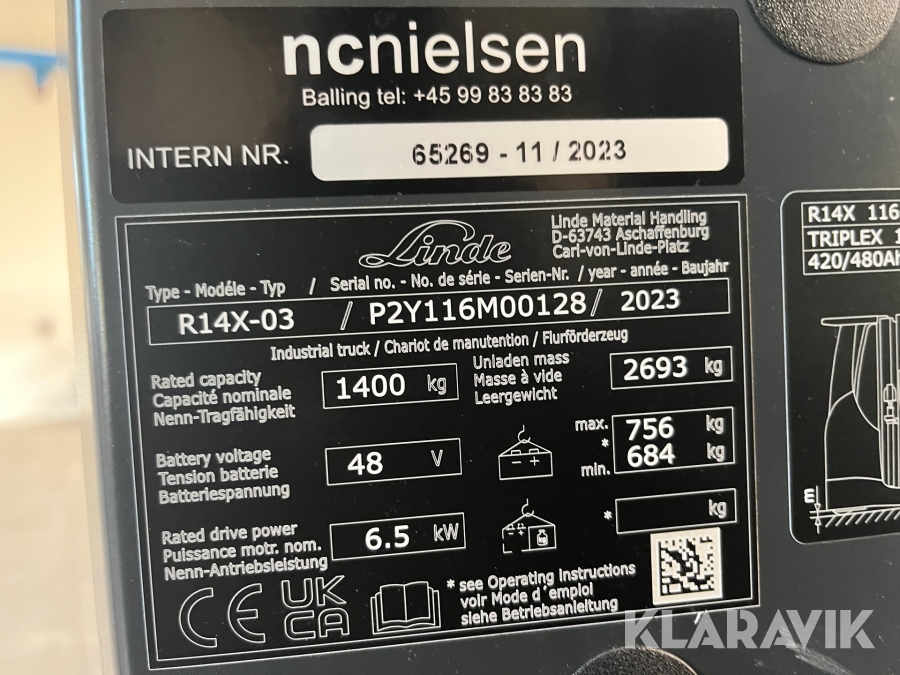 ncnielsen
Balling tel: +45 99 83 83 83
INTERN NR. 65269 - 11 / 2023
Linde
Linde Material Handling
D-63743 Aschaffenburg
Carl-von-Linde-Platz
Type - Modéle - Typ / Serial no. - No. de série - Serien-Nr. / year - année - Baujahr
R14X-03 / P2Y116M00128 / 2023
Industrial truck / Chariot de manutention / Flurförderzeug
Rated capacity
Capacité nominale
Nenn-Tragfähigkeit
1400 kg
Unladen mass
Masse à vide
Leergewicht
2693 kg
Battery voltage
Tension batterie
Batteriespannung
48 V
max. 756 kg
*
min. 684 kg
Rated drive power
Puissance motr. nom.
Nenn-Antriebsleistung
6.5 kW
* kg
CE UK CA
* see Operating Instructions
voir Mode d´emploi
siehe Betriebsanleitung
R14X 116
TRIPLEX 1
420/480Ah
E
KLARAVIK